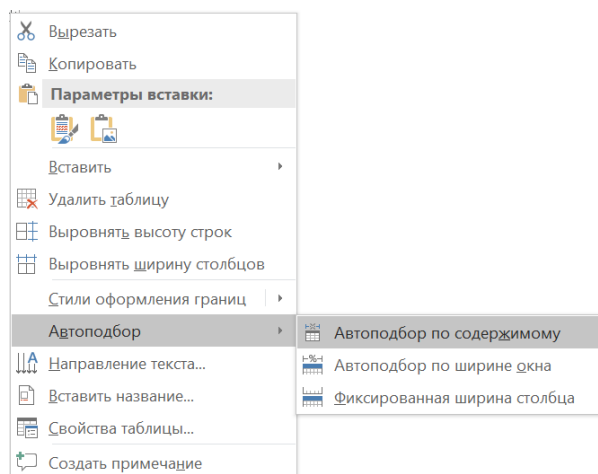 Вырезать
Копировать
Параметры вставки:
Вставить
Удалить таблицу
Выровнять высоту строк
Выровнять ширину столбцов
Стили оформления границ
Автоподбор
Автоподбор по содержимому
Автоподбор по ширине окна
Направление текста...
Вставить название...
Фиксированная ширина столбца
Свойства таблицы...
Создать примечание